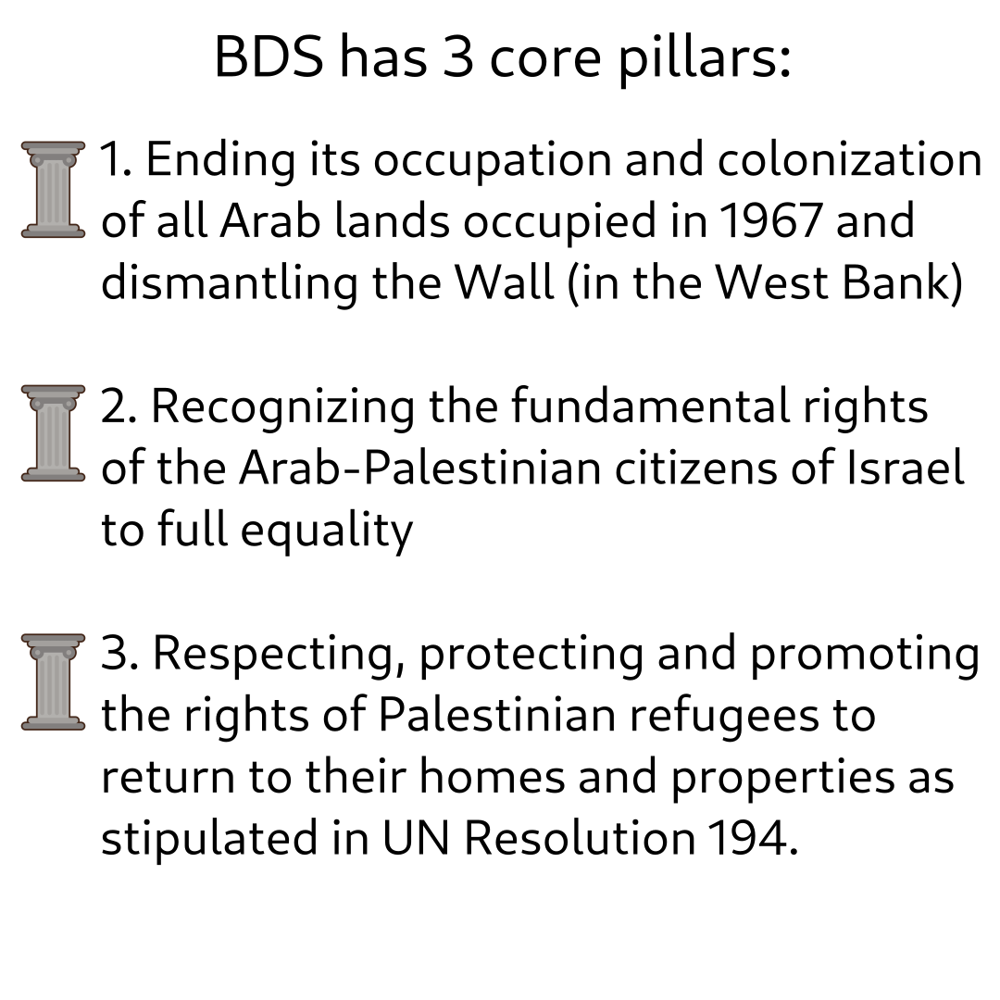 BDS has 3 core pillars:
1. Ending its occupation and colonization
of all Arab lands occupied in 1967 and
dismantling the Wall (in the West Bank)
2. Recognizing the fundamental rights
of the Arab-Palestinian citizens of Israel
to full equality
3. Respecting, protecting and promoting
the rights of Palestinian refugees to
return to their homes and properties as
stipulated in UN Resolution 194.